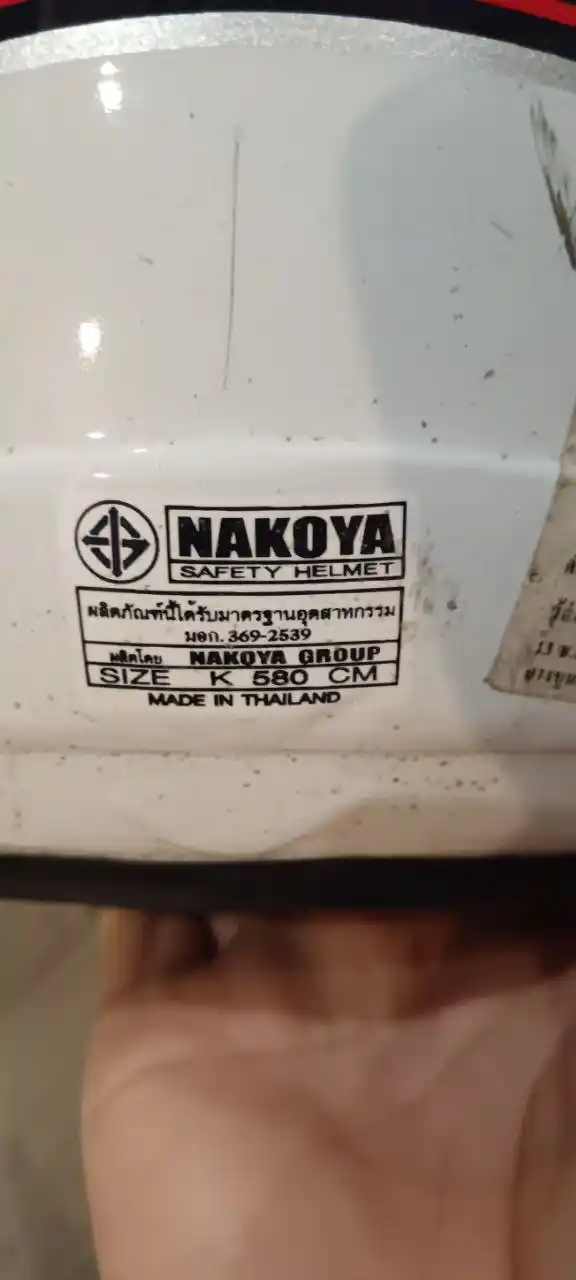 NAKOYA
SAFETY HELMET
ผลิตภัณฑ์นี้ได้รับมาตรฐานอุตสาหกรรม
มอก. 369-2539
ผลิตโดย NAKOYA GROUP
SIZE K 580 CM
MADE IN THAILAND
13 พ.